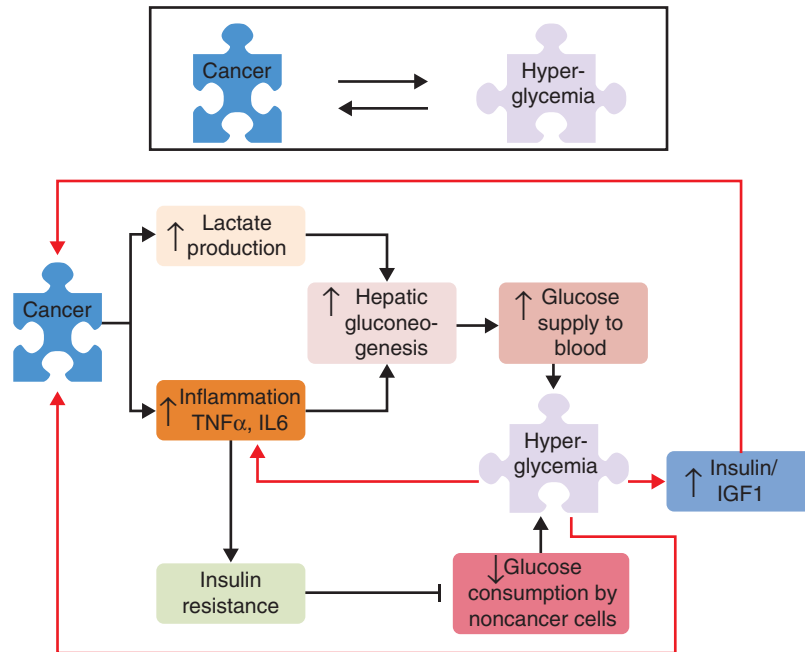 Cancer
Hyper-
glycemia
↑ Lactate
production
Cancer
↑ Hepatic
gluconeo-
genesis
↑ Glucose
supply to
blood
↑ Inflammation
TNFα, IL6
Hyper-
glycemia
↑ Insulin/
IGF1
Insulin
resistance
↓Glucose
consumption by
noncancer cells